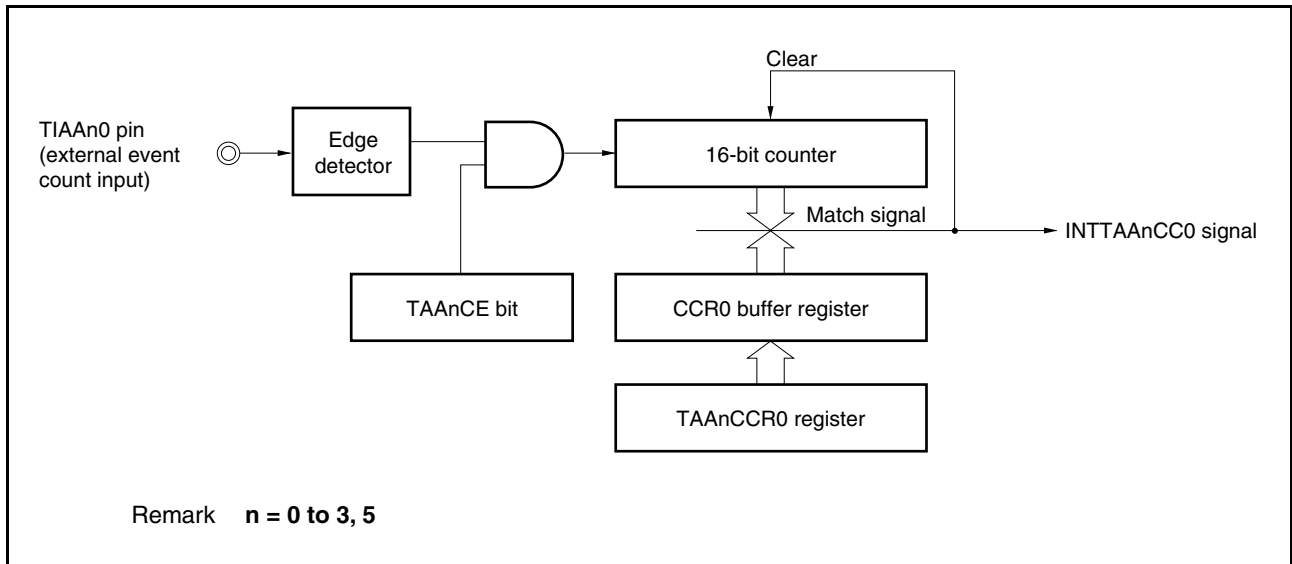 Clear
TIAAn0 pin
(external event
count input)
Edge
detector
16-bit counter
Match signal
INTTAAnCC0 signal
TAAnCE bit
CCR0 buffer register
TAAnCCR0 register
Remark n = 0 to 3, 5